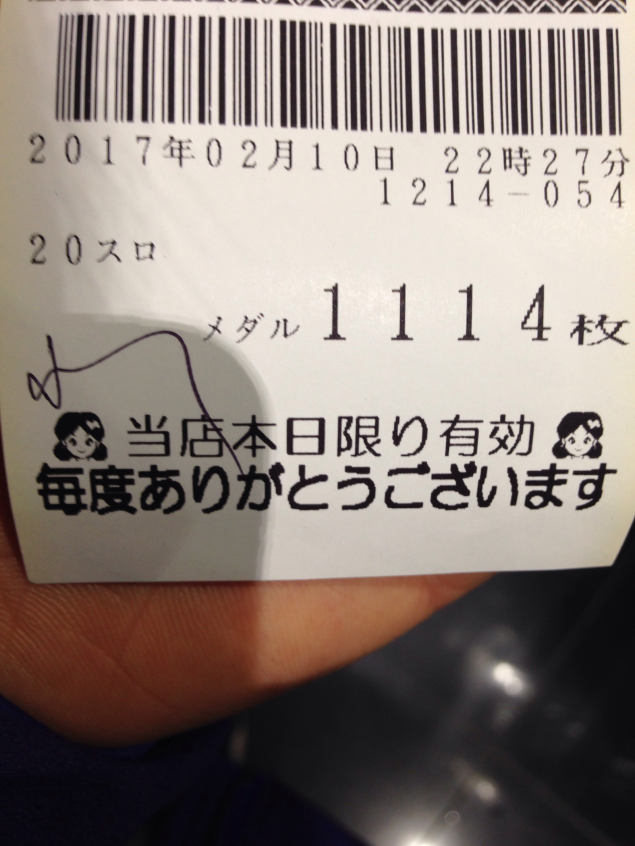 2017年02月10日 22時27分
1214-054
20スロ
メダル 1114枚
当店本日限り有効
毎度ありがとうございます